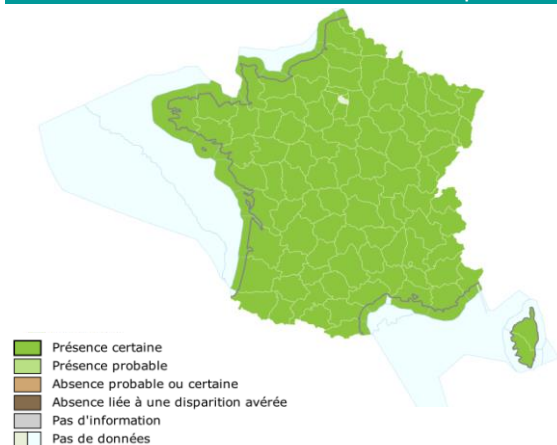 Présence certaine
Présence probable
Absence probable ou certaine
Absence liée à une disparition avérée
Pas d'information
Pas de données